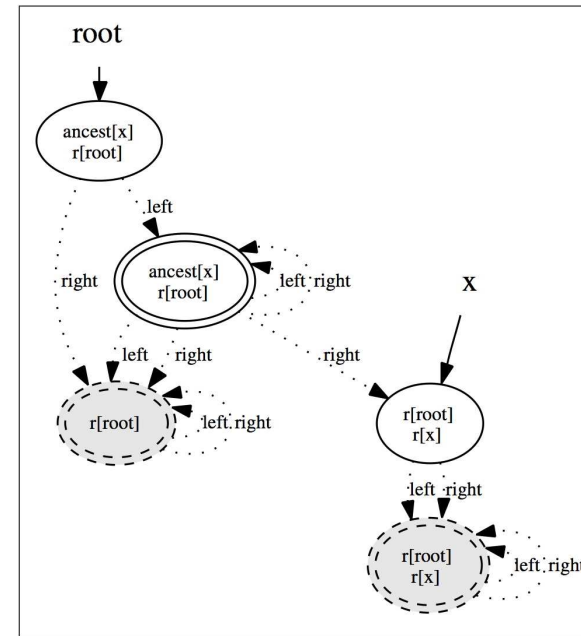 root
ancest[x]
r[root]
left
right
ancest[x]
r[root]
left
right
x
left
right
right
r[root]
left
right
r[root]
r[x]
left
right
r[root]
r[x]
left
right